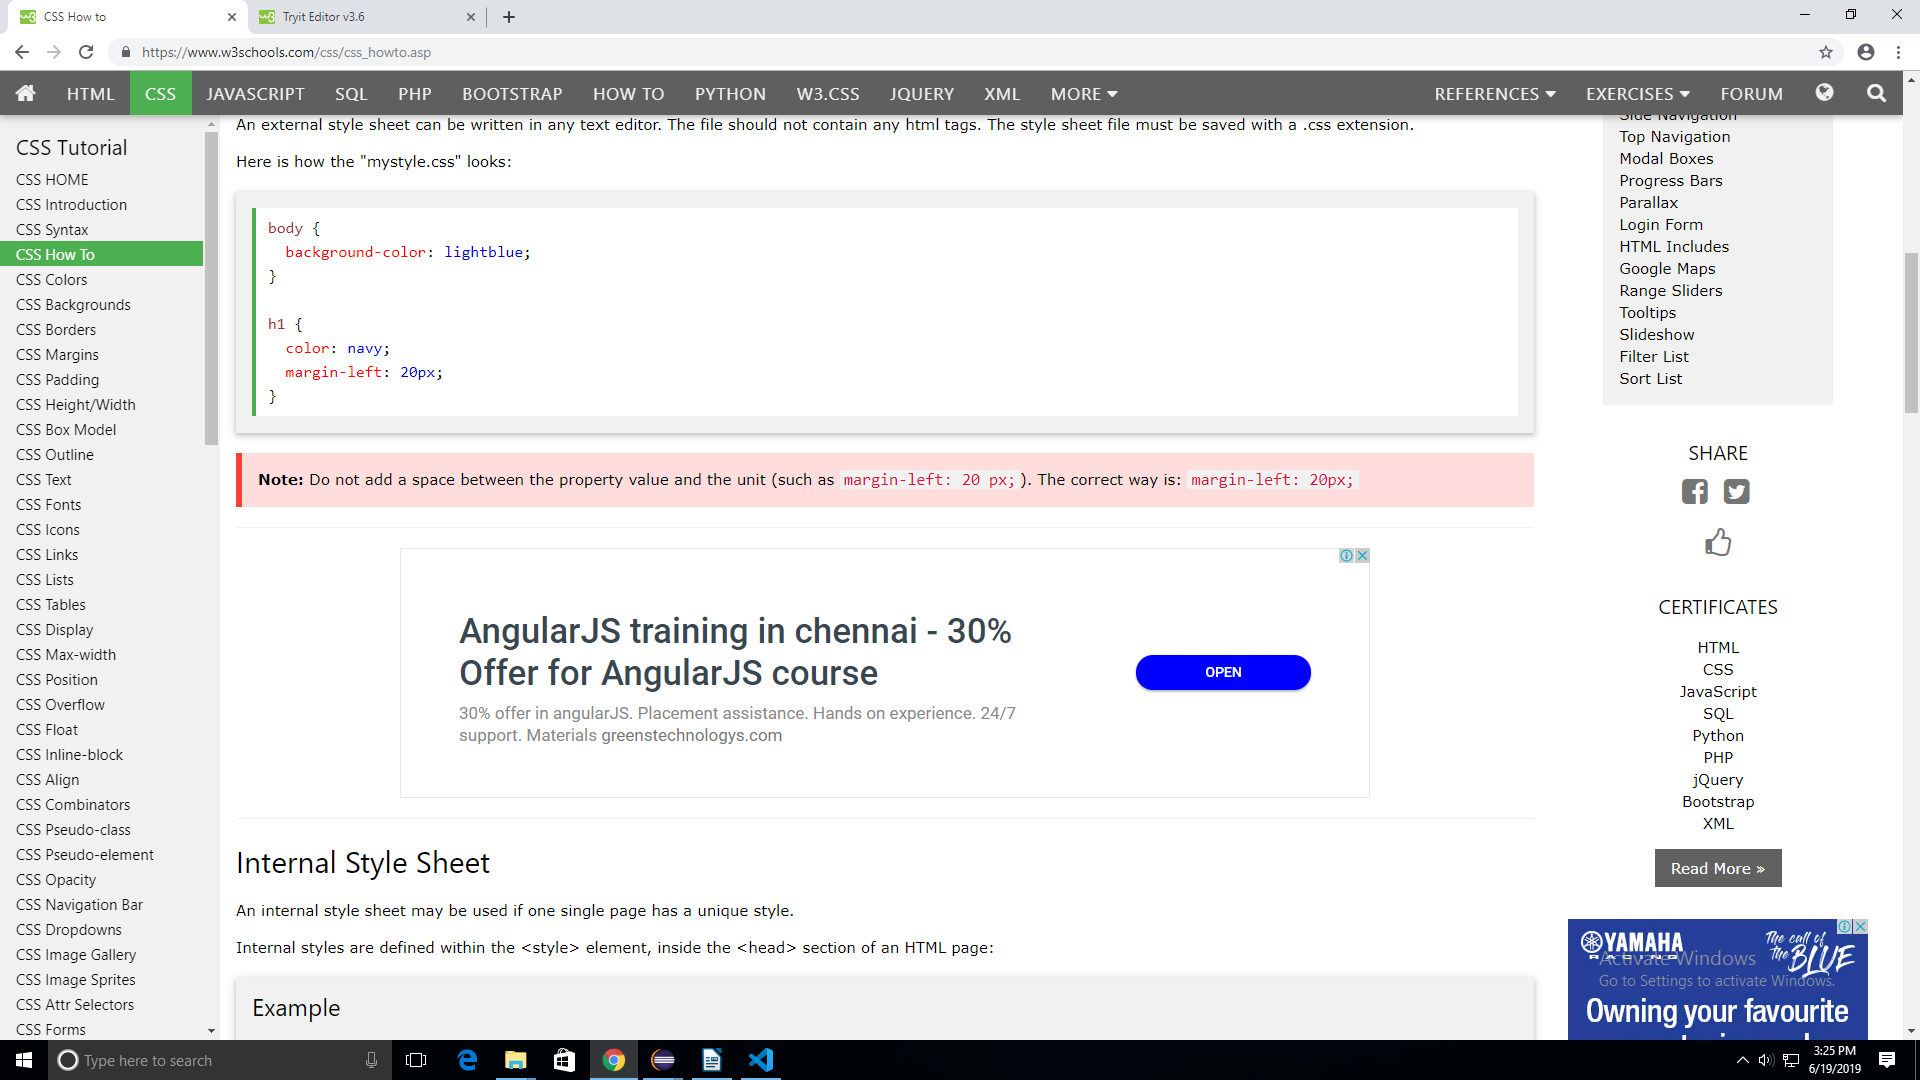 CSS How to
Tryit Editor v3.6
https://www.w3schools.com/css/css_howto.asp
HTML
CSS
JAVASCRIPT
SQL
PHP
BOOTSTRAP
HOW TO
PYTHON
W3.CSS
JQUERY
XML
MORE
REFERENCES
EXERCISES
FORUM
CSS Tutorial
CSS HOME
CSS Introduction
CSS Syntax
CSS How To
CSS Colors
CSS Backgrounds
CSS Borders
CSS Margins
CSS Padding
CSS Height/Width
CSS Box Model
CSS Outline
CSS Text
CSS Fonts
CSS Icons
CSS Links
CSS Lists
CSS Tables
CSS Display
CSS Max-width
CSS Position
CSS Overflow
CSS Float
CSS Inline-block
CSS Align
CSS Combinators
CSS Pseudo-class
CSS Pseudo-element
CSS Opacity
CSS Navigation Bar
CSS Dropdowns
CSS Image Gallery
CSS Image Sprites
CSS Attr Selectors
CSS Forms
An external style sheet can be written in any text editor. The file should not contain any html tags. The style sheet file must be saved with a .css extension.
Here is how the "mystyle.css" looks:
body {
  background-color: lightblue;
}
h1 {
  color: navy;
  margin-left: 20px;
}
Note: Do not add a space between the property value and the unit (such as margin-left: 20 px;). The correct way is: margin-left: 20px;
AngularJS training in chennai - 30%
Offer for AngularJS course
30% offer in angularJS. Placement assistance. Hands on experience. 24/7
support. Materials greenstechnologys.com
OPEN
Internal Style Sheet
An internal style sheet may be used if one single page has a unique style.
Internal styles are defined within the <style> element, inside the <head> section of an HTML page:
Example
Side Navigation
Top Navigation
Modal Boxes
Progress Bars
Parallax
Login Form
HTML Includes
Google Maps
Range Sliders
Tooltips
Slideshow
Filter List
Sort List
SHARE
CERTIFICATES
HTML
CSS
JavaScript
SQL
Python
PHP
jQuery
Bootstrap
XML
Read More »
YAMAHA
RACING
The call of
the BLUE
Activate Windows
Go to Settings to activate Windows.
Owning your favourite
Type here to search
3:25 PM
6/19/2019